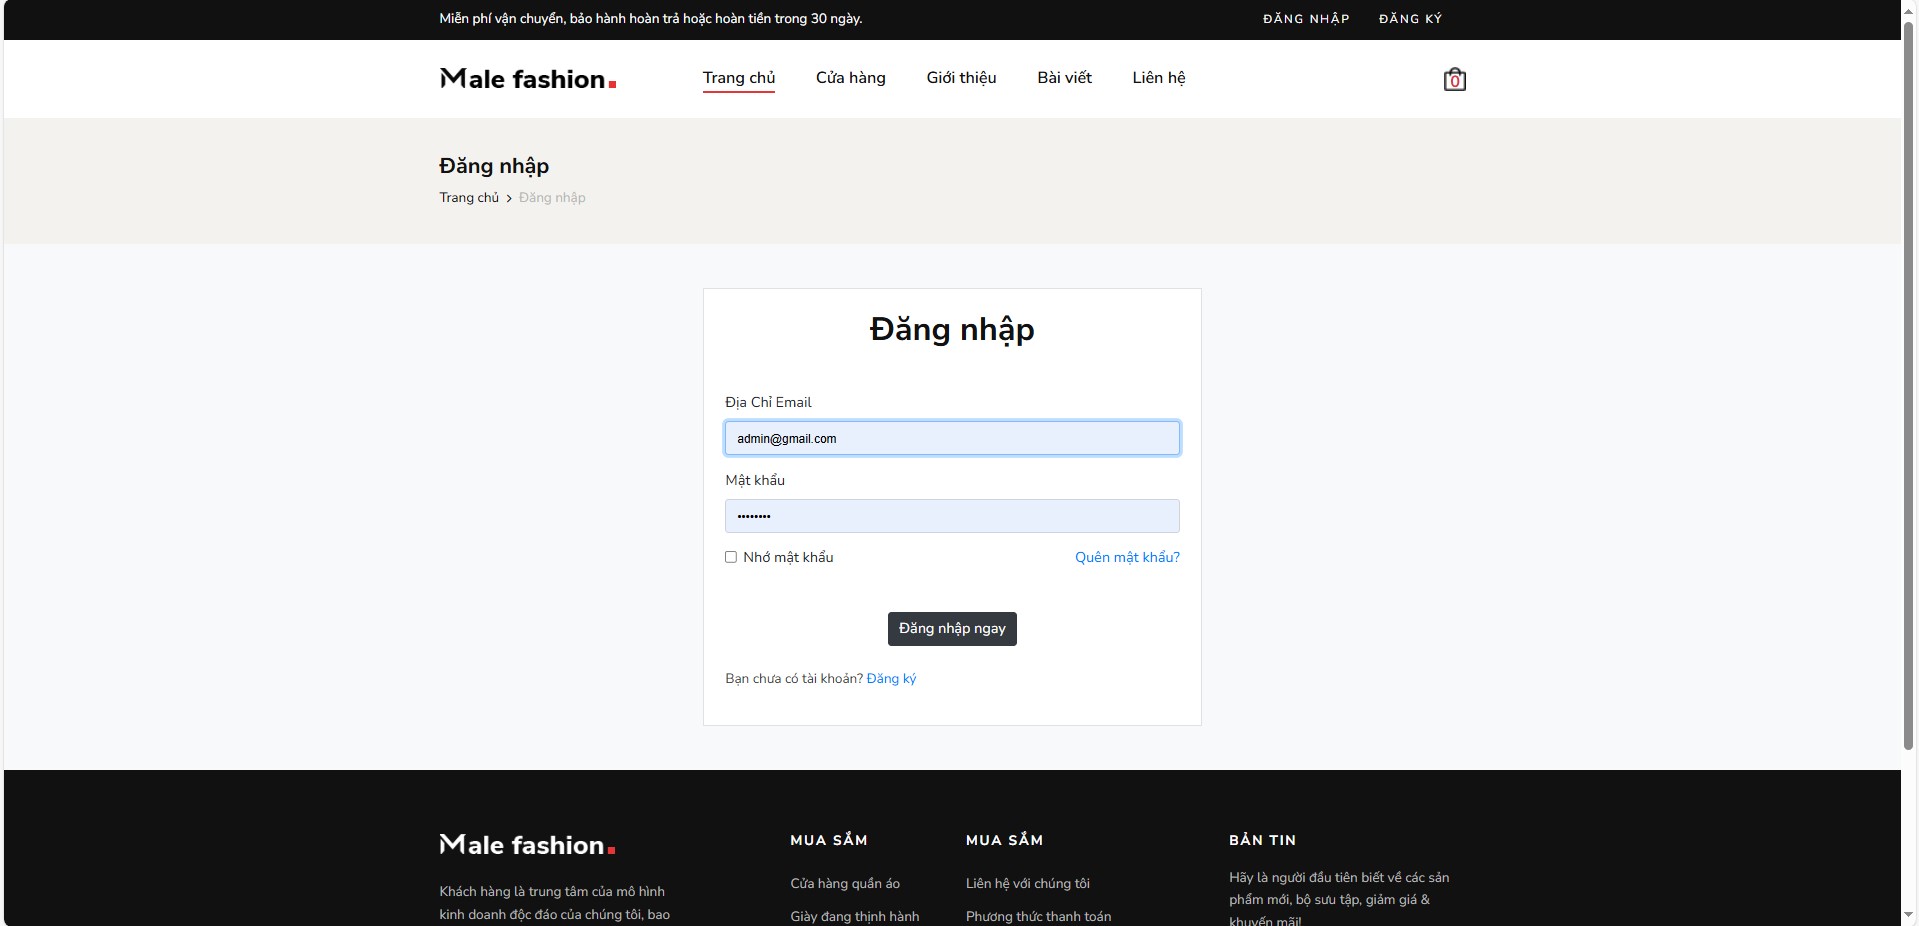 Miễn phí vận chuyển, bảo hành hoàn trả hoặc hoàn tiền trong 30 ngày.
ĐĂNG NHẬP ĐĂNG KÝ
Male fashion.
Trang chủ Cửa hàng Giới thiệu Bài viết Liên hệ
0
Đăng nhập
Trang chủ > Đăng nhập
Đăng nhập
Địa Chỉ Email
admin@gmail.com
Mật khẩu
••••••••
Nhớ mật khẩu Quên mật khẩu?
Đăng nhập ngay
Bạn chưa có tài khoản? Đăng ký
Male fashion.
Khách hàng là trung tâm của mô hình
kinh doanh độc đáo của chúng tôi, bao
MUA SẮM
Cửa hàng quần áo
Giày đang thịnh hành
MUA SẮM
Liên hệ với chúng tôi
Phương thức thanh toán
BẢN TIN
Hãy là người đầu tiên biết về các sản
phẩm mới, bộ sưu tập, giảm giá &
khuyến mãi!